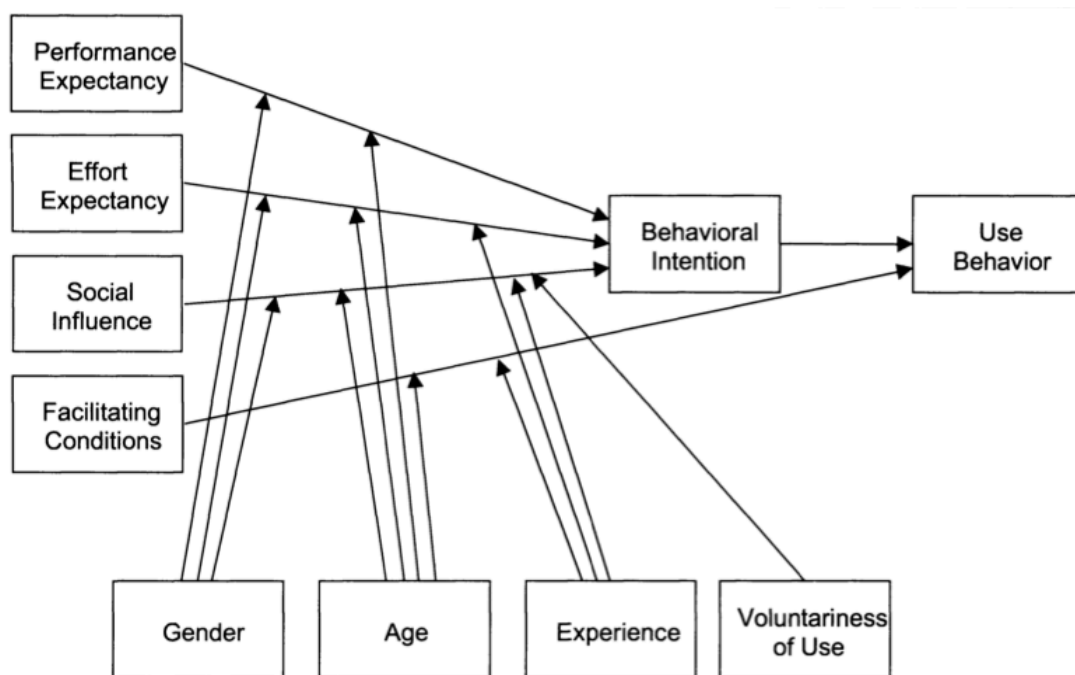 Performance
Expectancy
Effort
Expectancy
Social
Influence
Facilitating
Conditions
Behavioral
Intention
Use
Behavior
Gender
Age
Experience
Voluntariness
of Use